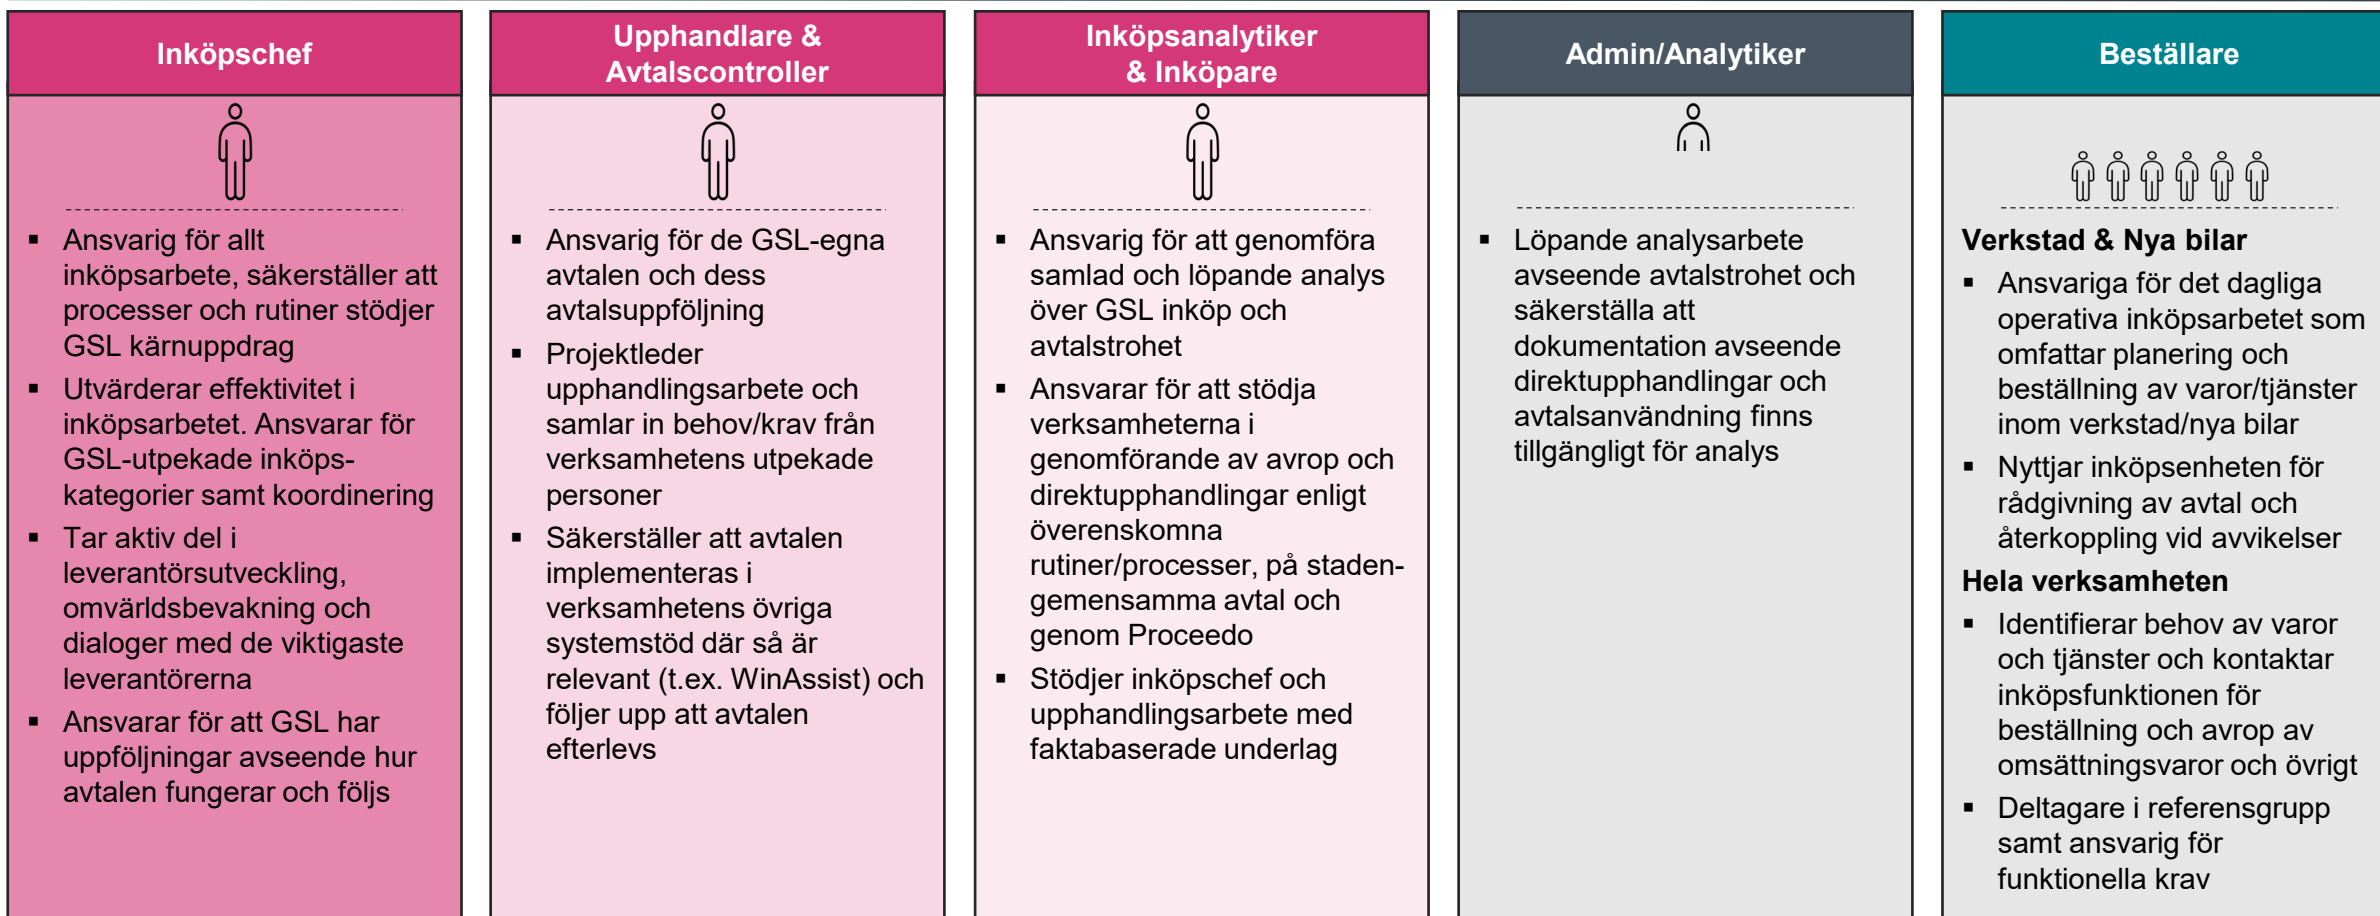 Inköpschef
▪ Ansvarig för allt
inköpsarbete, säkerställer att
processer och rutiner stödjer
GSL kärnuppdrag
▪ Utvärderar effektivitet i
inköpsarbetet. Ansvarar för
GSL-utpekade inköps-
kategorier samt koordinering
▪ Tar aktiv del i
leverantörsutveckling,
omvärldsbevakning och
dialoger med de viktigaste
leverantörerna
▪ Ansvarar för att GSL har
uppföljningar avseende hur
avtalen fungerar och följs
Upphandlare &
Avtalscontroller
▪ Ansvarig för de GSL-egna
avtalen och dess
avtalsuppföljning
▪ Projektleder
upphandlingsarbete och
samlar in behov/krav från
verksamhetens utpekade
personer
▪ Säkerställer att avtalen
implementeras i
verksamhetens övriga
systemstöd där så är
relevant (t.ex. WinAssist) och
följer upp att avtalen
efterlevs
Inköpsanalytiker
& Inköpare
▪ Ansvarig för att genomföra
samlad och löpande analys
över GSL inköp och
avtalstrohet
▪ Ansvarar för att stödja
verksamheterna i
genomförande av avrop och
direktupphandlingar enligt
överenskomna
rutiner/processer, på staden-
gemensamma avtal och
genom Proceedo
▪ Stödjer inköpschef och
upphandlingsarbete med
faktabaserade underlag
Admin/Analytiker
▪ Löpande analysarbete
avseende avtalstrohet och
säkerställa att
dokumentation avseende
direktupphandlingar och
avtalsanvändning finns
tillgängligt för analys
Beställare
Verkstad & Nya bilar
▪ Ansvariga för det dagliga
operativa inköpsarbetet som
omfattar planering och
beställning av varor/tjänster
inom verkstad/nya bilar
▪ Nyttjar inköpsenheten för
rådgivning av avtal och
återkoppling vid avvikelser
Hela verksamheten
▪ Identifierar behov av varor
och tjänster och kontaktar
inköpsfunktionen för
beställning och avrop av
omsättningsvaror och övrigt
▪ Deltagare i referensgrupp
samt ansvarig för
funktionella krav